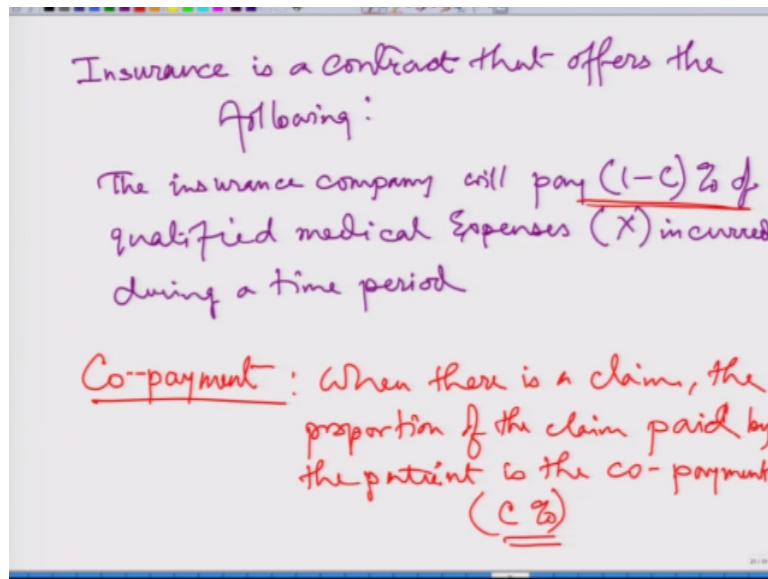 Insurance is a contract that offers the
following:
The insurance company will pay (1-C) % of
qualified medical Expenses (X) incurred
during a time period
Co-payment : When there is a claim, the
proportion of the claim paid by
the patient is the co-payment
(C %)